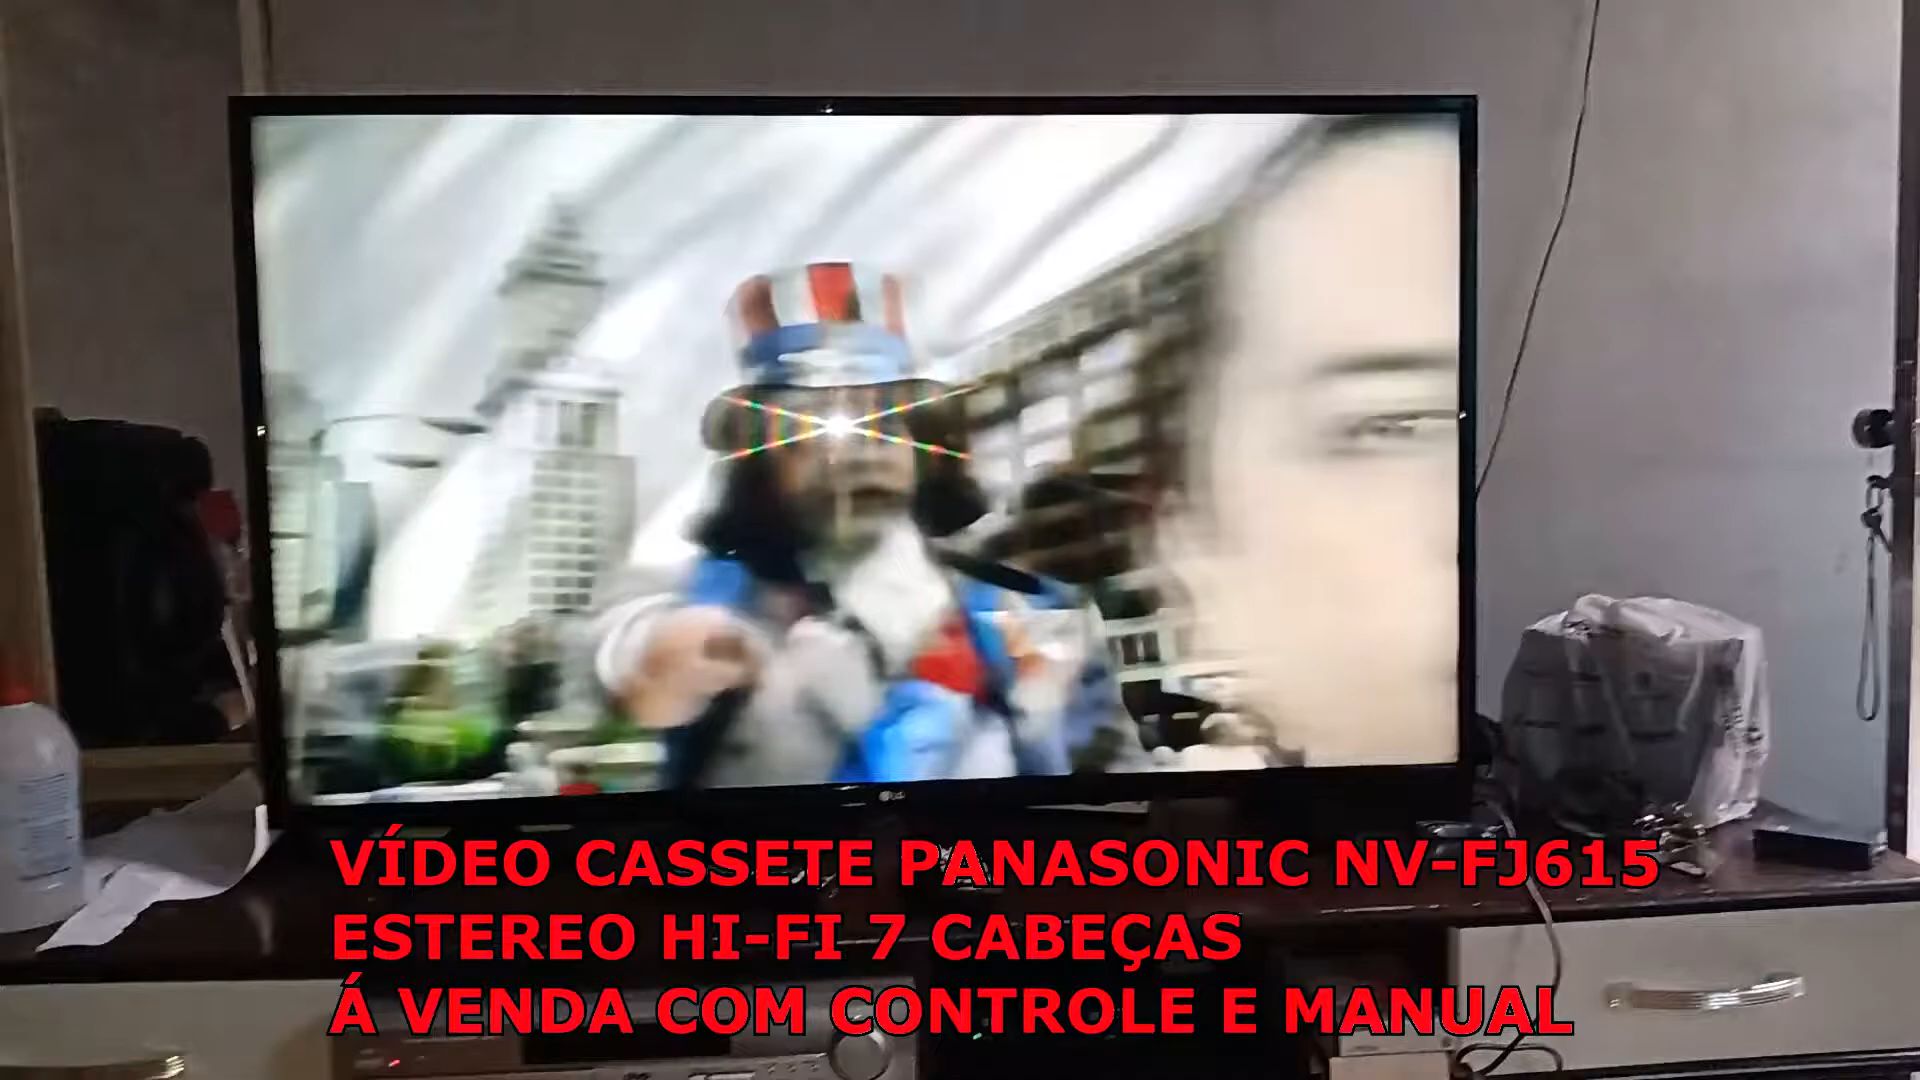 VÍDEO CASSETE PANASONIC NV-FJ615
ESTEREO HI-FI 7 CABEÇAS
Á VENDA COM CONTROLE E MANUAL